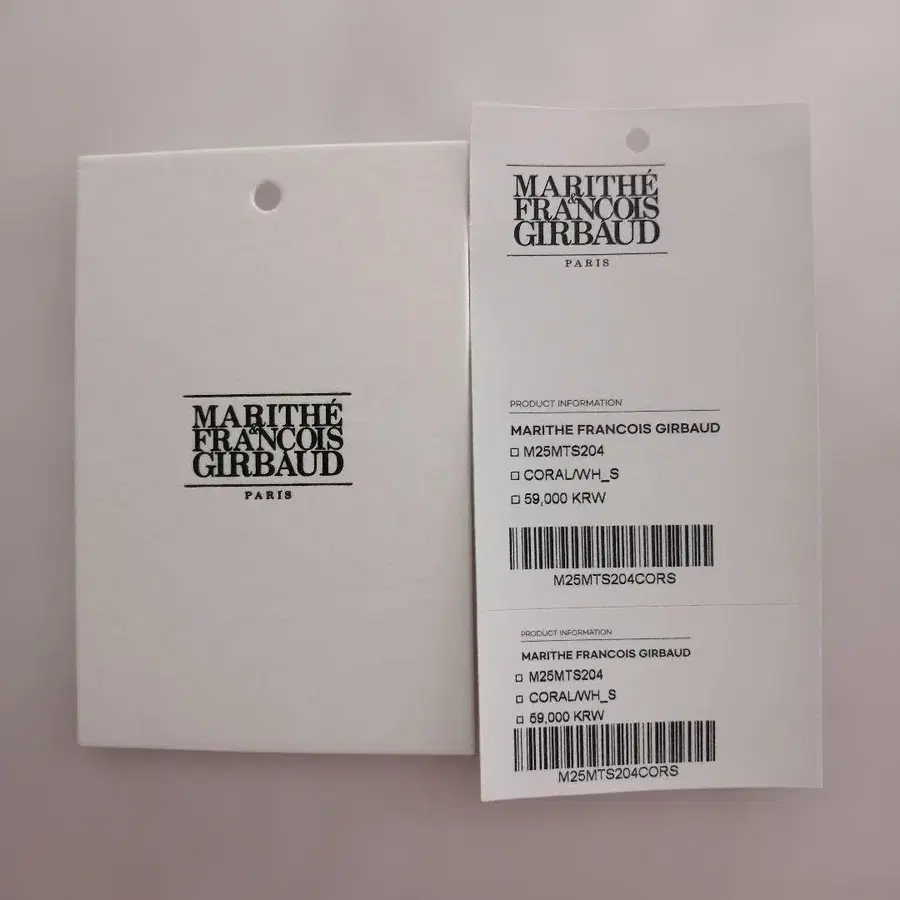 MARITHÉ
&
FRANCOIS
GIRBAUD
PARIS
MARITHÉ
&
FRANCOIS
GIRBAUD
PARIS
PRODUCT INFORMATION
MARITHE FRANCOIS GIRBAUD
M25MTS204
CORAL/WH_S
59,000 KRW
M25MTS204CORS
PRODUCT INFORMATION
MARITHE FRANCOIS GIRBAUD
M25MTS204
CORAL/WH_S
59,000 KRW
M25MTS204CORS